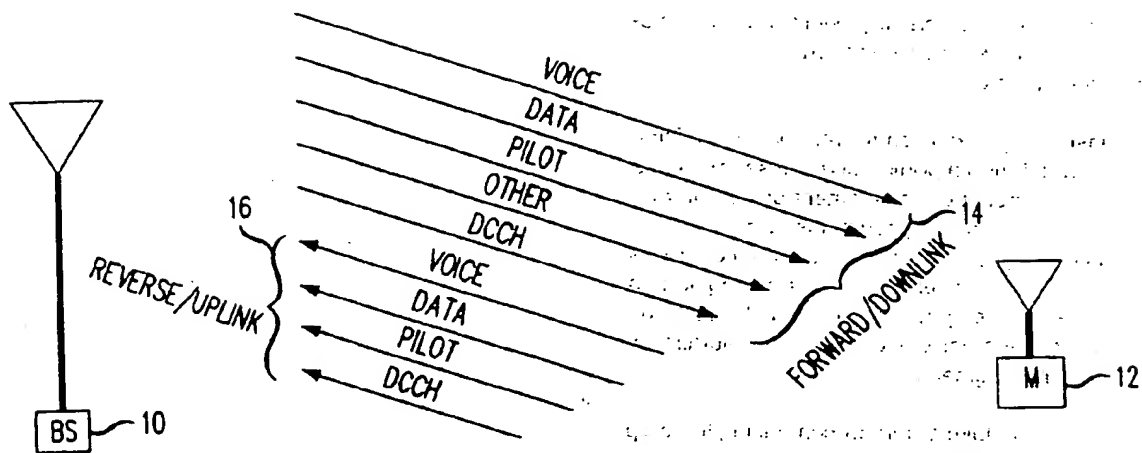 VOICE
DATA
PILOT
OTHER
DCCH
14
16
VOICE
DATA
PILOT
DCCH
REVERSE/UPLINK
FORWARD/DOWNLINK
BS
10
M
12